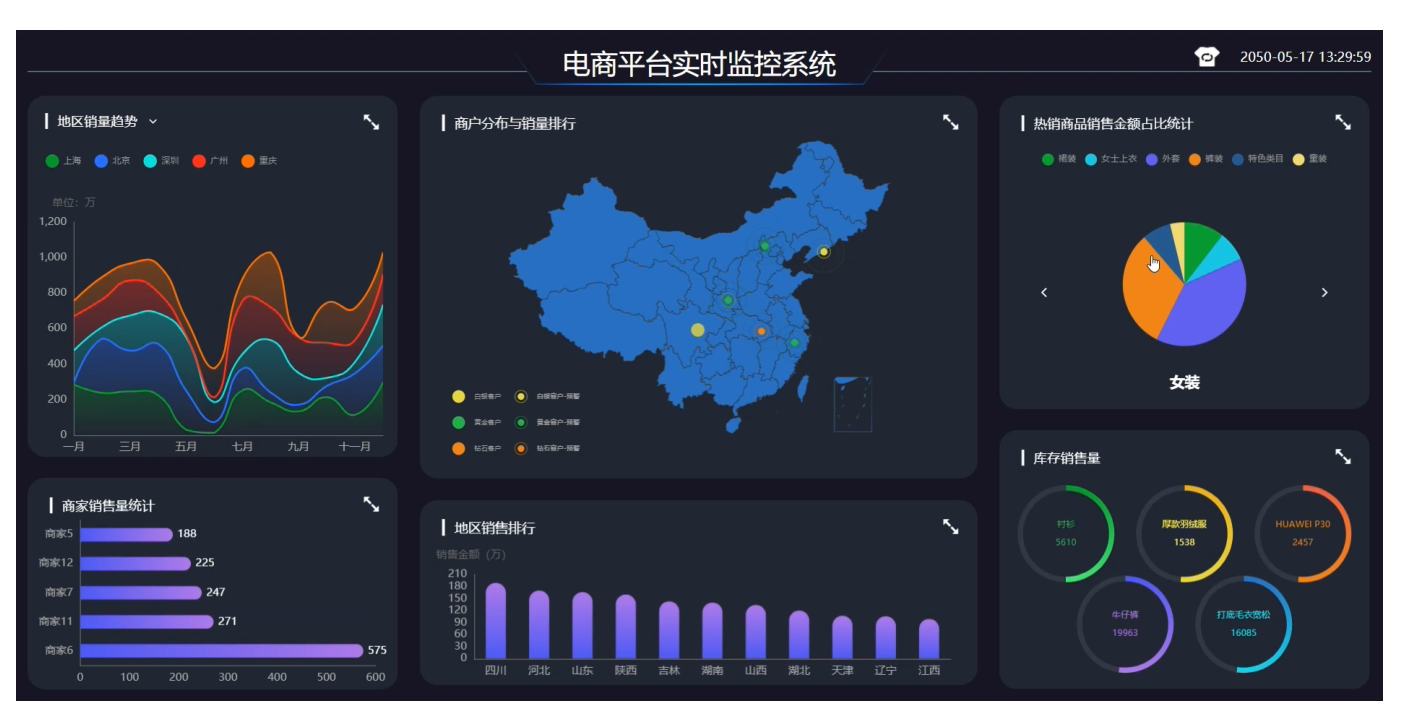 电商平台实时监控系统
2050-05-17 13:29:59
地区销量趋势
上海 北京 深圳 广州 重庆
单位：万
1,200
1,000
800
600
400
200
0
一月 三月 五月 七月 九月 十一月
商家销售量统计
商家5 188
商家12 225
商家7 247
商家11 271
商家6 575
0 100 200 300 400 500 600
商户分布与销量排行
白银客户 白银客户-预警
黄金客户 黄金客户-预警
钻石客户 钻石客户-预警
地区销售排行
销售金额（万）
210
180
150
120
90
60
30
0
四川 河北 山东 陕西 吉林 湖南 山西 湖北 天津 辽宁 江西
热销商品销售金额占比统计
裙装 女士上衣 外套 裤装 特色类目 童装
女装
库存销售量
衬衫
5610
厚款羽绒服
1538
HUAWEI P30
2457
牛仔裤
19963
打底毛衣宽松
16085